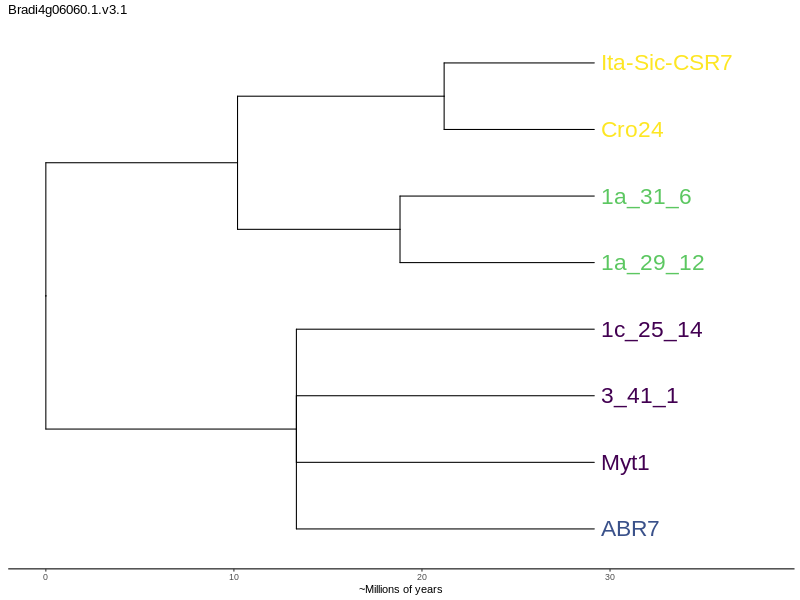 Bradi4g06060.1.v3.1
Ita-Sic-CSR7
Cro24
1a_31_6
1a_29_12
1c_25_14
3_41_1
Myt1
ABR7
0 10 20 30
~Millions of years